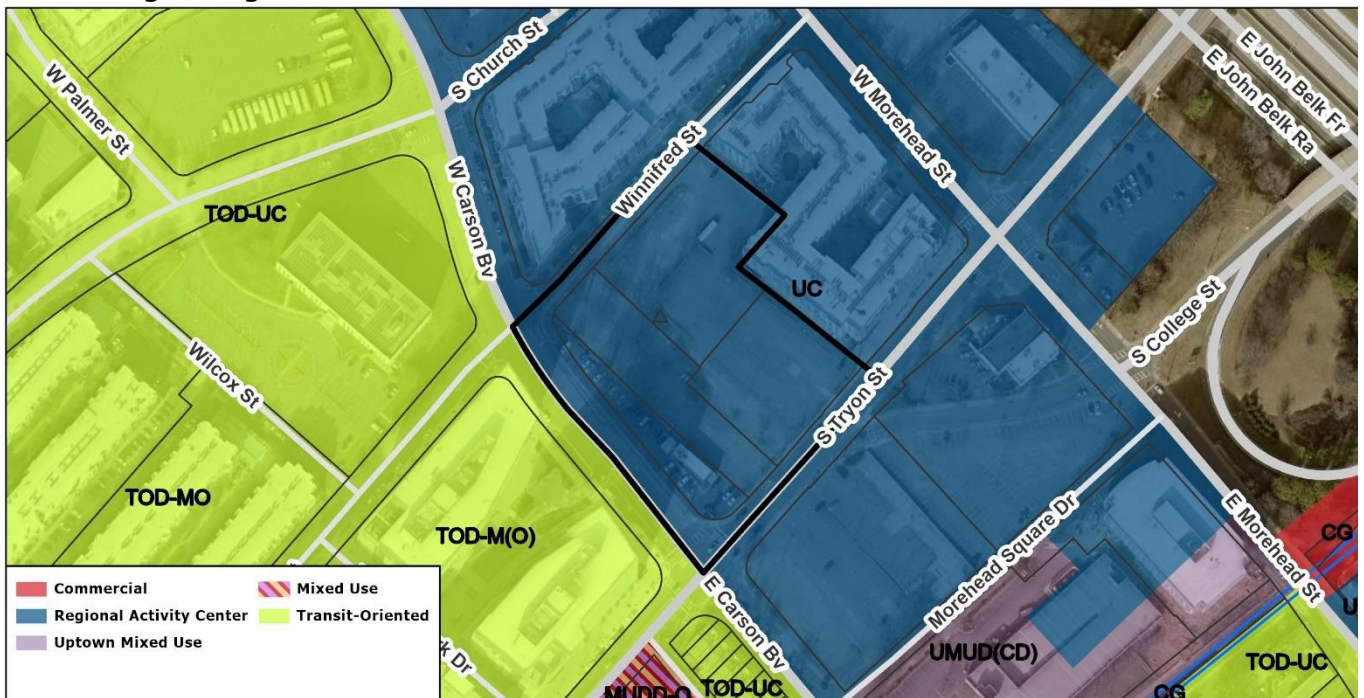 W Palmer St
S Church St
E John Belk Fr
E John Belk Ra
W Morehead St
Winnifred St
W Carson Bv
TOD-UC
UC
S College St
Wilcox St
S Tryon St
TOD-MO
TOD-M(O)
Morehead Square Dr
E Morehead St
CG
E Carson Bv
UMUD(CD)
TOD-UC
MUDD-O
TOD-UC
CG
Commercial
Mixed Use
Regional Activity Center
Transit-Oriented
Uptown Mixed Use